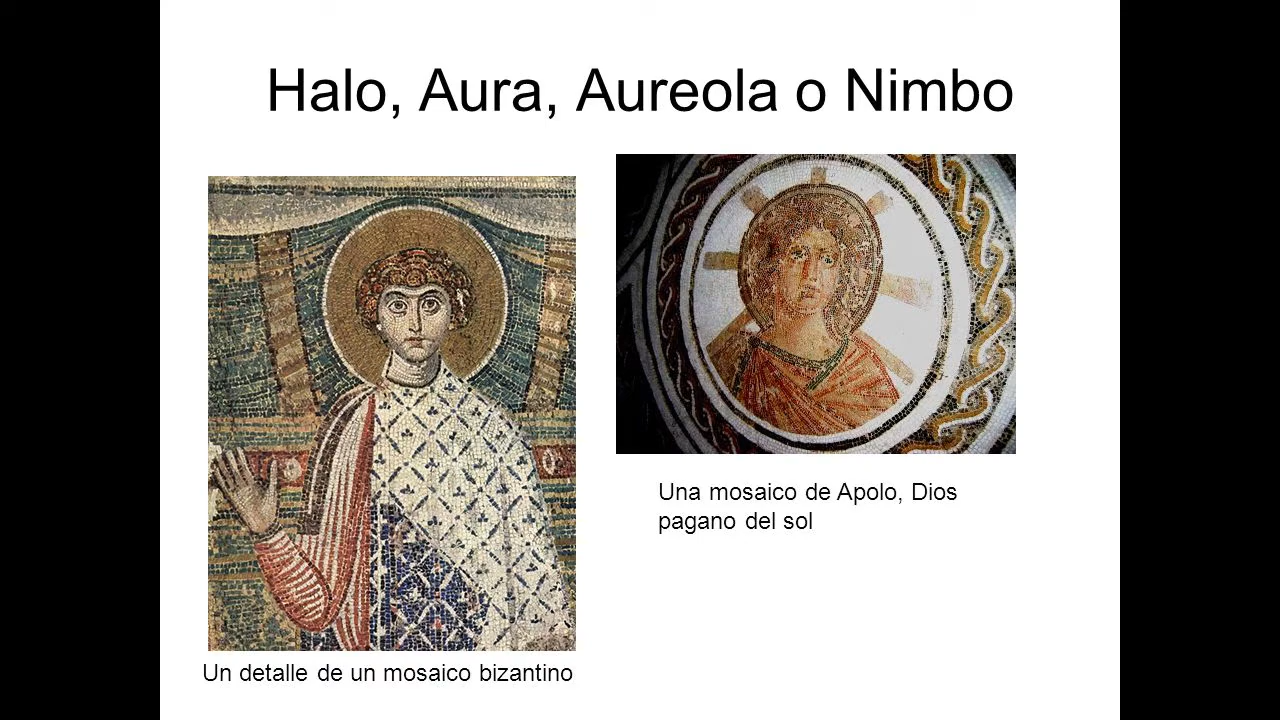 Halo, Aura, Aureola o Nimbo
Una mosaico de Apolo, Dios
pagano del sol
Un detalle de un mosaico bizantino